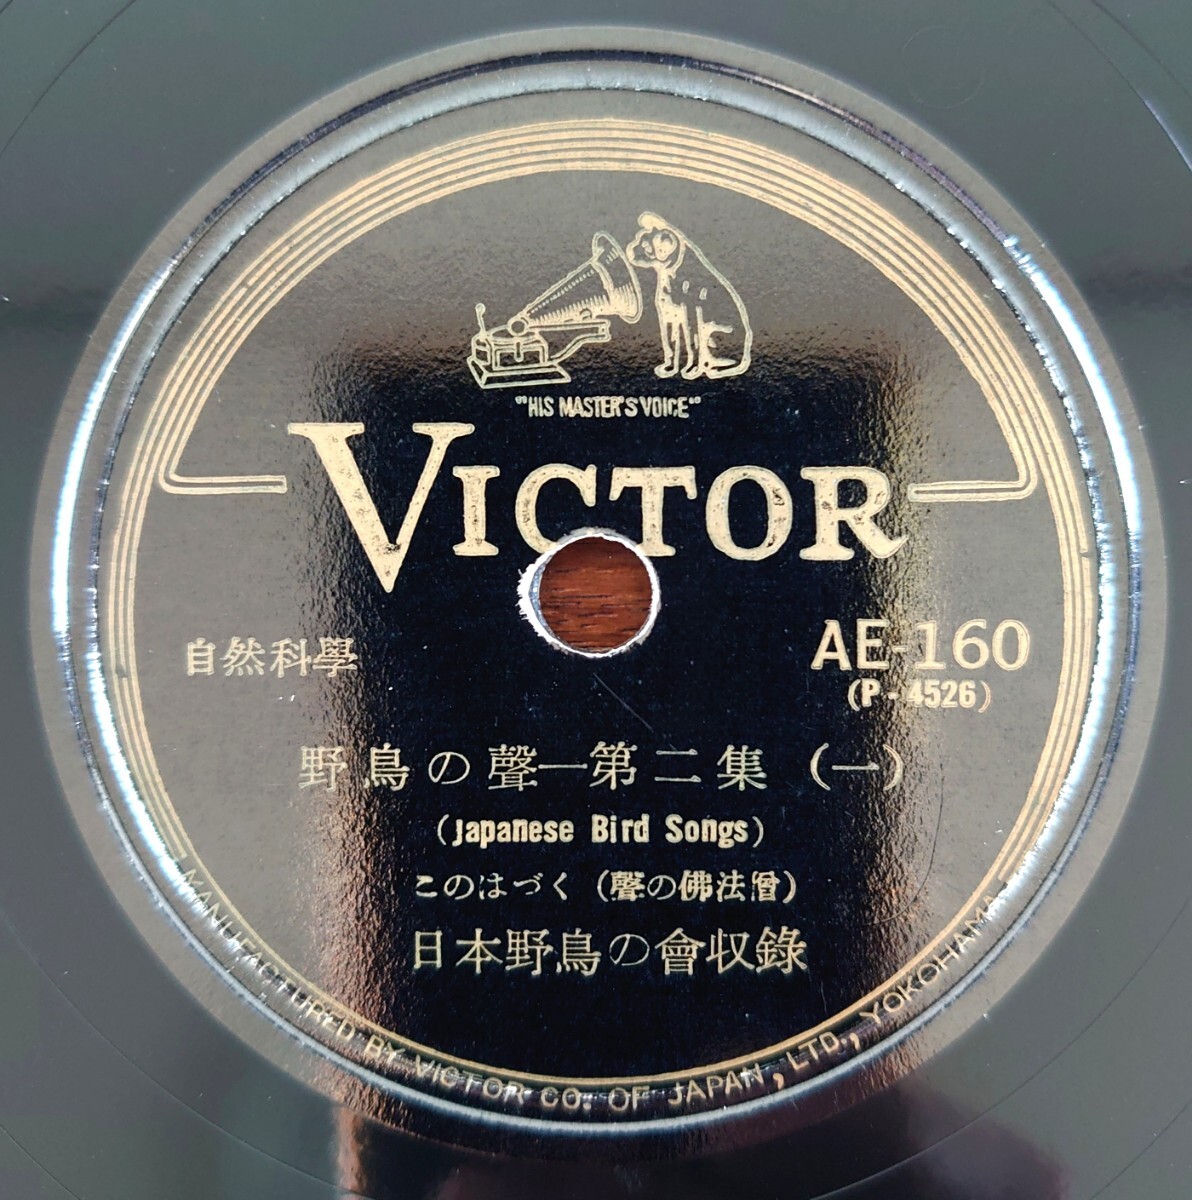 "HIS MASTER'S VOICE"
VICTOR
自然科學
AE-160
(P-4526)
野鳥の聲—第二集(一)
(Japanese Bird Songs)
このはづく(聲の佛法僧)
日本野鳥の會収錄
MANUFACTURED BY VICTOR CO. OF JAPAN, LTD., YOKOHAMA